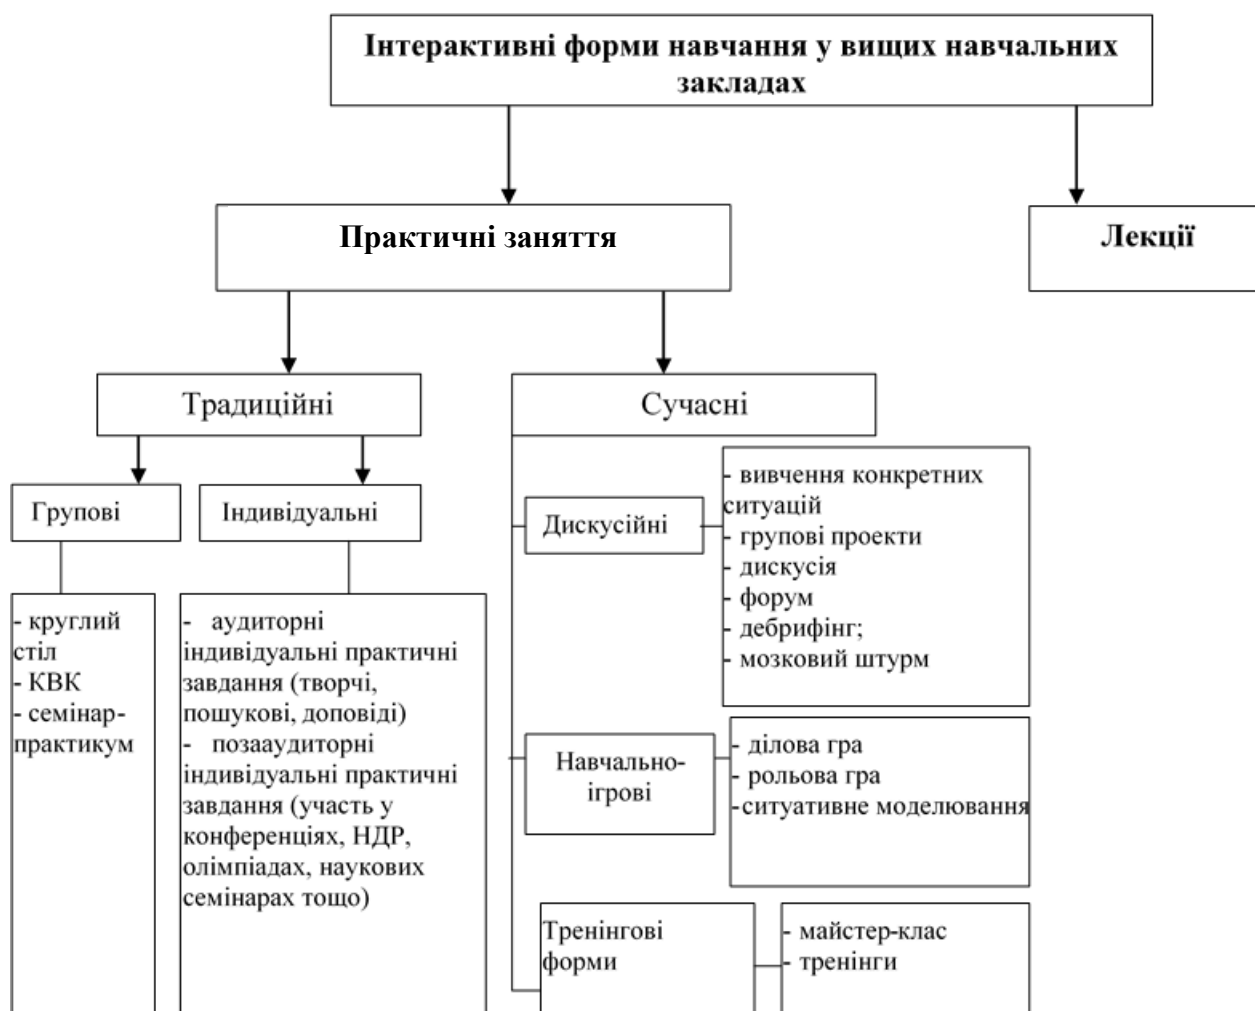 Інтерактивні форми навчання у вищих навчальних
закладах
Практичні заняття
Лекції
Традиційні
Сучасні
Групові
Індивідуальні
- круглий
стіл
- КВК
- семінар-
практикум
- аудиторні
індивідуальні практичні
завдання (творчі,
пошукові, доповіді)
- позааудиторні
індивідуальні практичні
завдання (участь у
конференціях, НДР,
олімпіадах, наукових
семінарах тощо)
Дискусійні
- вивчення конкретних
ситуацій
- групові проекти
- дискусія
- форум
- дебрифінг;
- мозковий штурм
Навчально-
ігрові
- ділова гра
- рольова гра
-ситуативне моделювання
Тренінгові
форми
- майстер-клас
- тренінги